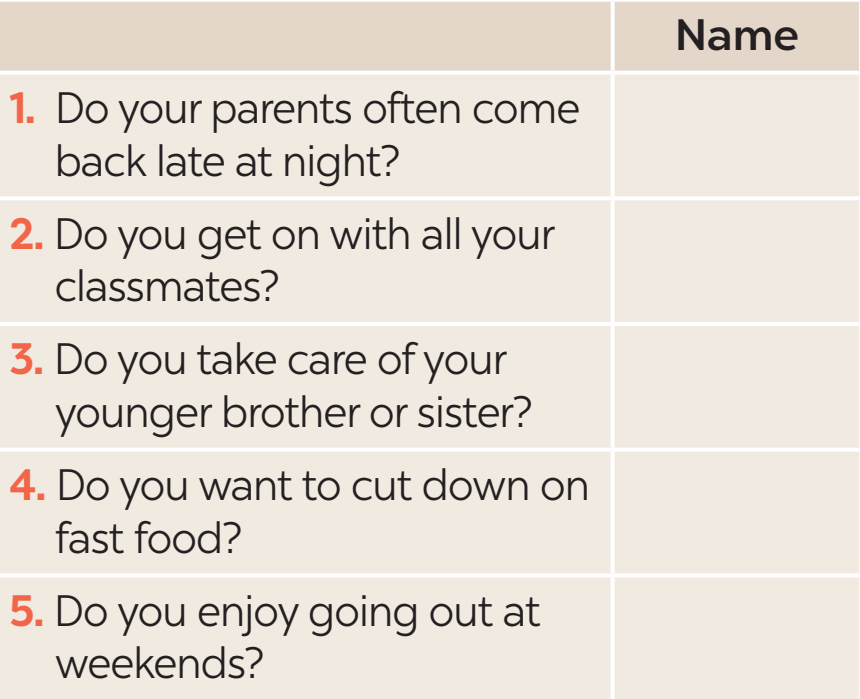 Name
1. Do your parents often come
back late at night?
2. Do you get on with all your
classmates?
3. Do you take care of your
younger brother or sister?
4. Do you want to cut down on
fast food?
5. Do you enjoy going out at
weekends?